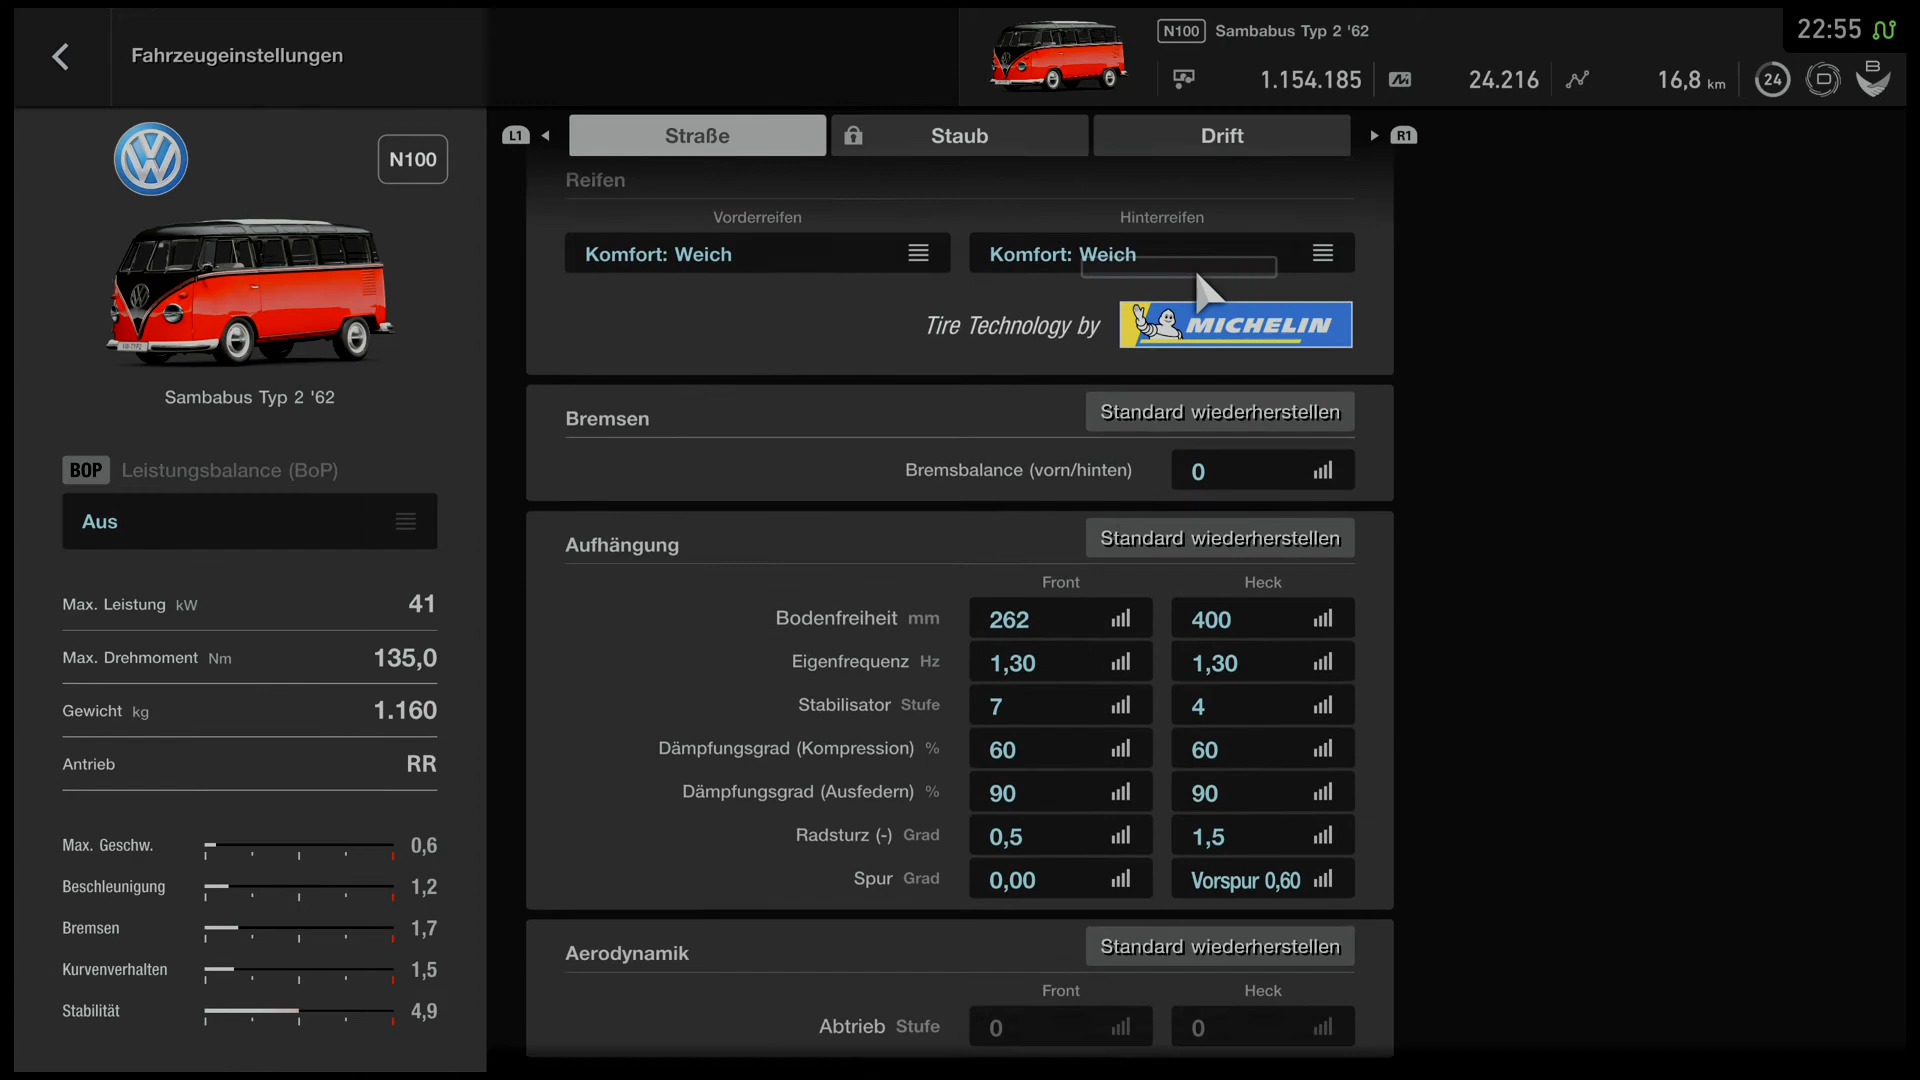 Fahrzeugeinstellungen
N100 Sambabus Typ 2 '62
22:55
1.154.185 24.216 16,8 km 24 B
N100
Sambabus Typ 2 '62
BOP Leistungsbalance (BoP)
Aus
Max. Leistung kW 41
Max. Drehmoment Nm 135,0
Gewicht kg 1.160
Antrieb RR
Max. Geschw. 0,6
Beschleunigung 1,2
Bremsen 1,7
Kurvenverhalten 1,5
Stabilität 4,9
L1 Straße Staub Drift R1
Reifen
Vorderreifen Hinterreifen
Komfort: Weich Komfort: Weich
Tire Technology by MICHELIN
Bremsen Standard wiederherstellen
Bremsbalance (vorn/hinten) 0
Aufhängung Standard wiederherstellen
Front Heck
Bodenfreiheit mm 262 400
Eigenfrequenz Hz 1,30 1,30
Stabilisator Stufe 7 4
Dämpfungsgrad (Kompression) % 60 60
Dämpfungsgrad (Ausfedern) % 90 90
Radsturz (-) Grad 0,5 1,5
Spur Grad 0,00 Vorspur 0,60
Aerodynamik Standard wiederherstellen
Front Heck
Abtrieb Stufe 0 0